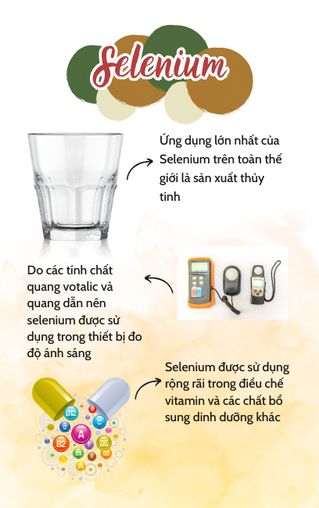 Selenium
Ứng dụng lớn nhất của
Selenium trên toàn thế
giới là sản xuất thủy
tinh
Do các tính chất
quang votalic và
quang dẫn nên
selenium được sử
dụng trong thiết bị đo
độ ánh sáng
Selenium được sử dụng
rộng rãi trong điều chế
vitamin và các chất bổ
sung dinh dưỡng khác
B12
A
B2